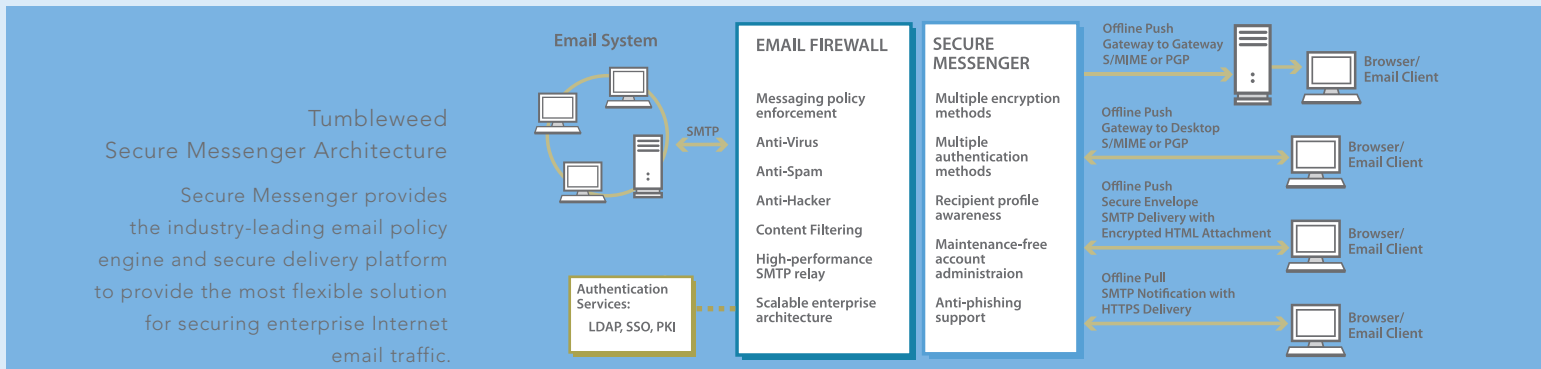 Tumbleweed
Secure Messenger Architecture
Secure Messenger provides
the industry-leading email policy
engine and secure delivery platform
to provide the most flexible solution
for securing enterprise Internet
email traffic.
Email System
SMTP
Authentication
Services:
LDAP, SSO, PKI
EMAIL FIREWALL
Messaging policy
enforcement
Anti-Virus
Anti-Spam
Anti-Hacker
Content Filtering
High-performance
SMTP relay
Scalable enterprise
architecture
SECURE
MESSENGER
Multiple encryption
methods
Multiple
authentication
methods
Recipient profile
awareness
Maintenance-free
account
administraion
Anti-phishing
support
Offline Push
Gateway to Gateway
S/MIME or PGP
Browser/
Email Client
Offline Push
Gateway to Desktop
S/MIME or PGP
Browser/
Email Client
Offline Push
Secure Envelope
SMTP Delivery with
Encrypted HTML Attachment
Browser/
Email Client
Offline Pull
SMTP Notification with
HTTPS Delivery
Browser/
Email Client